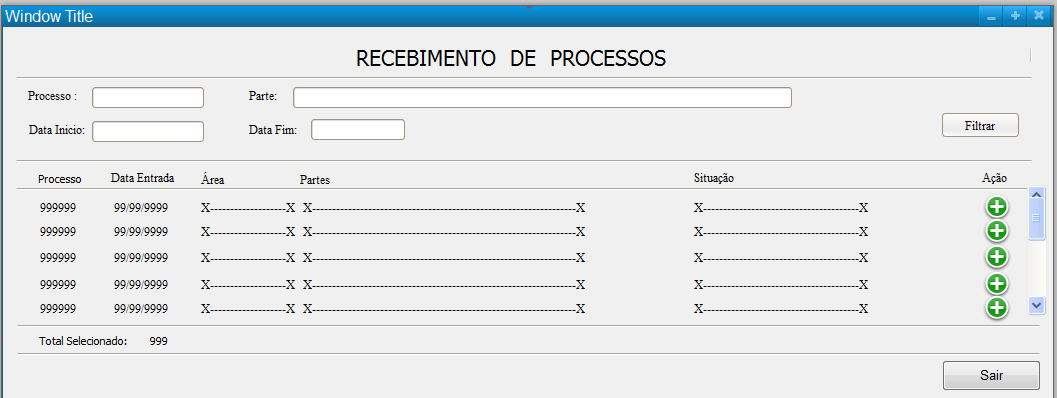 Window Title
RECEBIMENTO DE PROCESSOS
Processo : Parte:
Data Inicio: Data Fim: Filtrar
Processo Data Entrada Área Partes Situação Ação
999999 99/99/9999 X-------------------X X------------------------------------------------------------------X X---------------------------------------X
999999 99/99/9999 X-------------------X X------------------------------------------------------------------X X---------------------------------------X
999999 99/99/9999 X-------------------X X------------------------------------------------------------------X X---------------------------------------X
999999 99/99/9999 X-------------------X X------------------------------------------------------------------X X---------------------------------------X
999999 99/99/9999 X-------------------X X------------------------------------------------------------------X X---------------------------------------X
Total Selecionado: 999
Sair